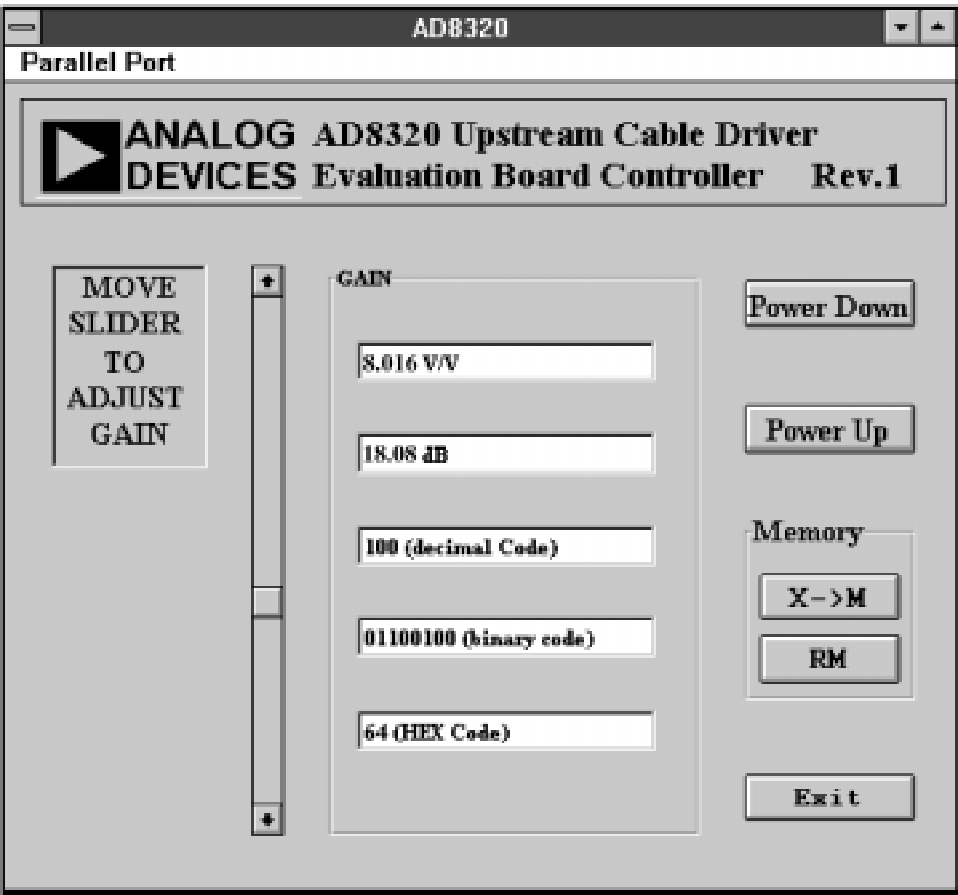 AD8320
Parallel Port
ANALOG
DEVICES
AD8320 Upstream Cable Driver
Evaluation Board Controller Rev.1
MOVE
SLIDER
TO
ADJUST
GAIN
GAIN
8.016 V/V
18.08 dB
100 (decimal Code)
01100100 (binary code)
64 (HEX Code)
Power Down
Power Up
Memory
X->M
RM
Exit